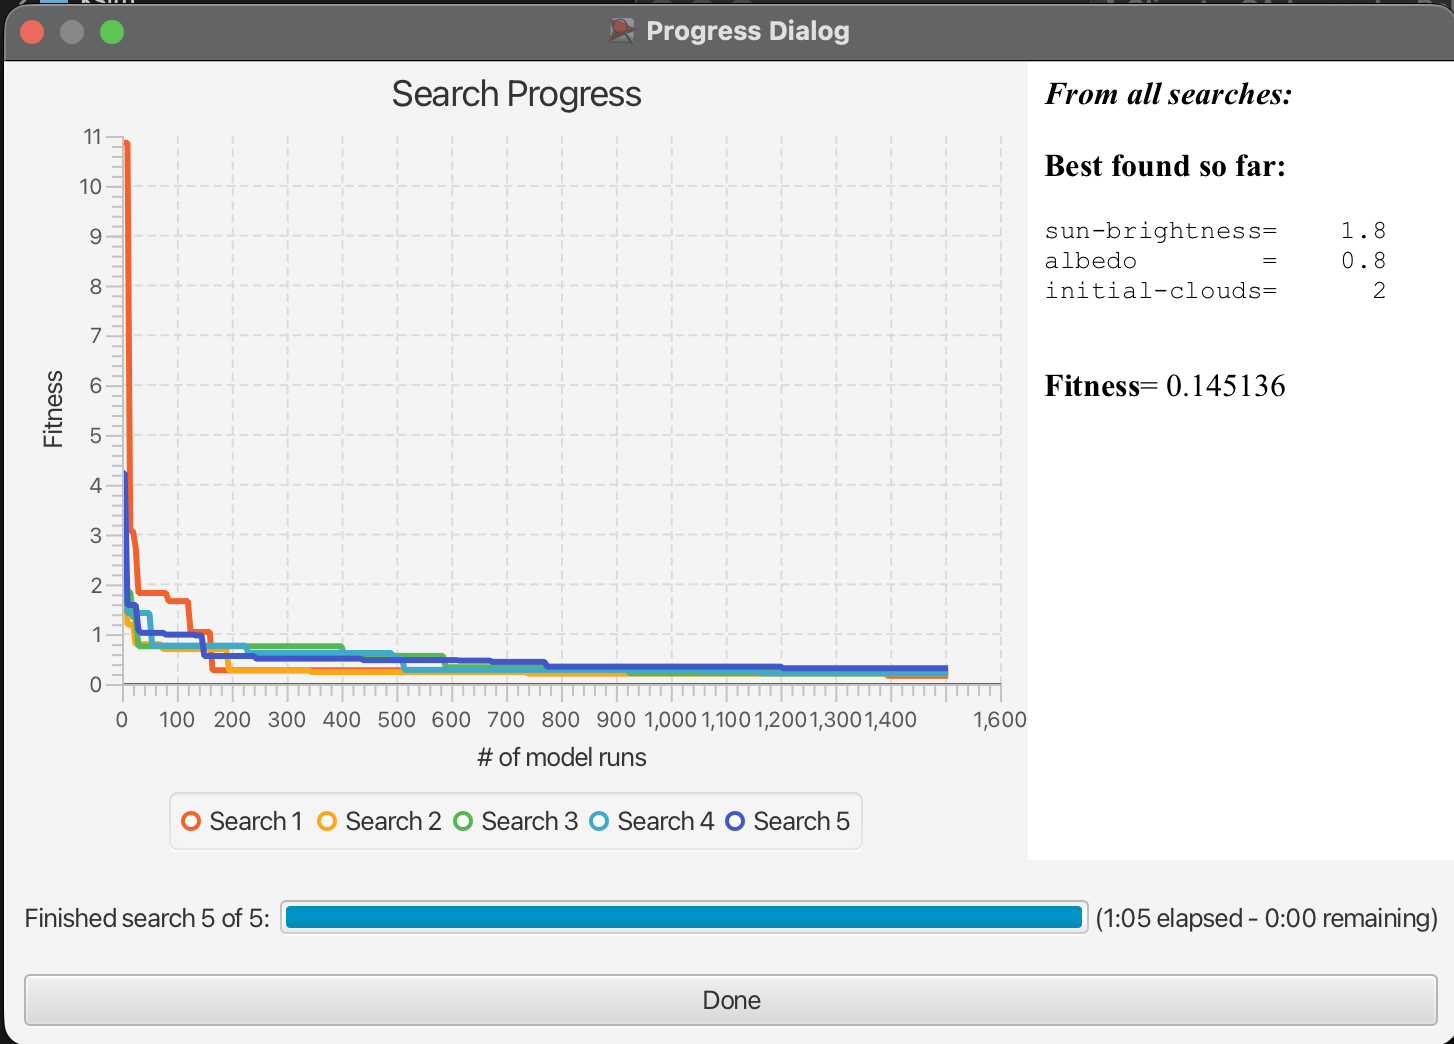 Progress Dialog
Search Progress
From all searches:
Best found so far:
sun-brightness=    1.8
albedo        =    0.8
initial-clouds=      2
Fitness= 0.145136
11
10
9
8
7
6
5
4
3
2
1
0
Fitness
0 100 200 300 400 500 600 700 800 900 1,000 1,100 1,200 1,300 1,400 1,600
# of model runs
Search 1 Search 2 Search 3 Search 4 Search 5
Finished search 5 of 5: (1:05 elapsed - 0:00 remaining)
Done